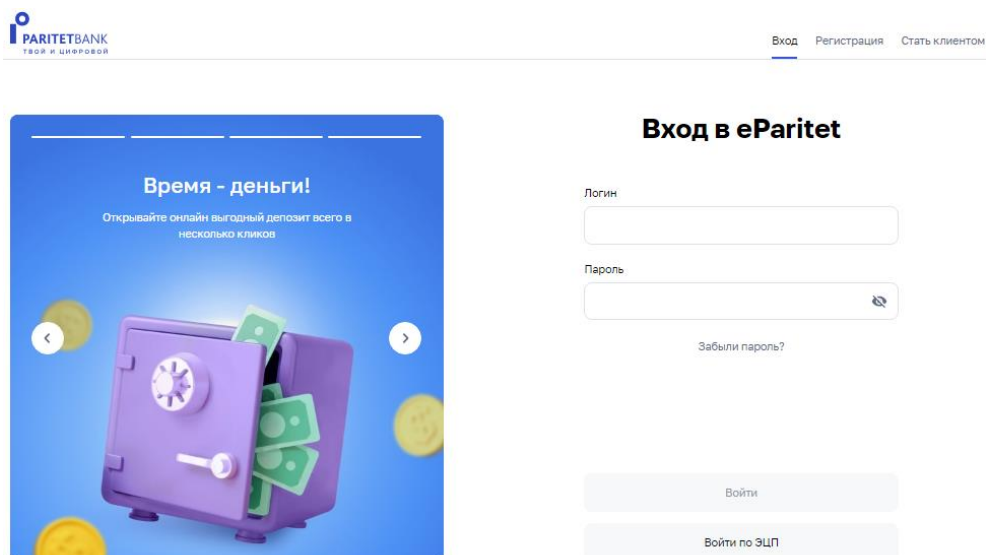 PARITETBANK
ТВОЙ И ЦИФРОВОЙ
Вход Регистрация Стать клиентом
Время - деньги!
Открывайте онлайн выгодный депозит всего в
несколько кликов
Вход в eParitet
Логин
Пароль
Забыли пароль?
Войти
Войти по ЭЦП